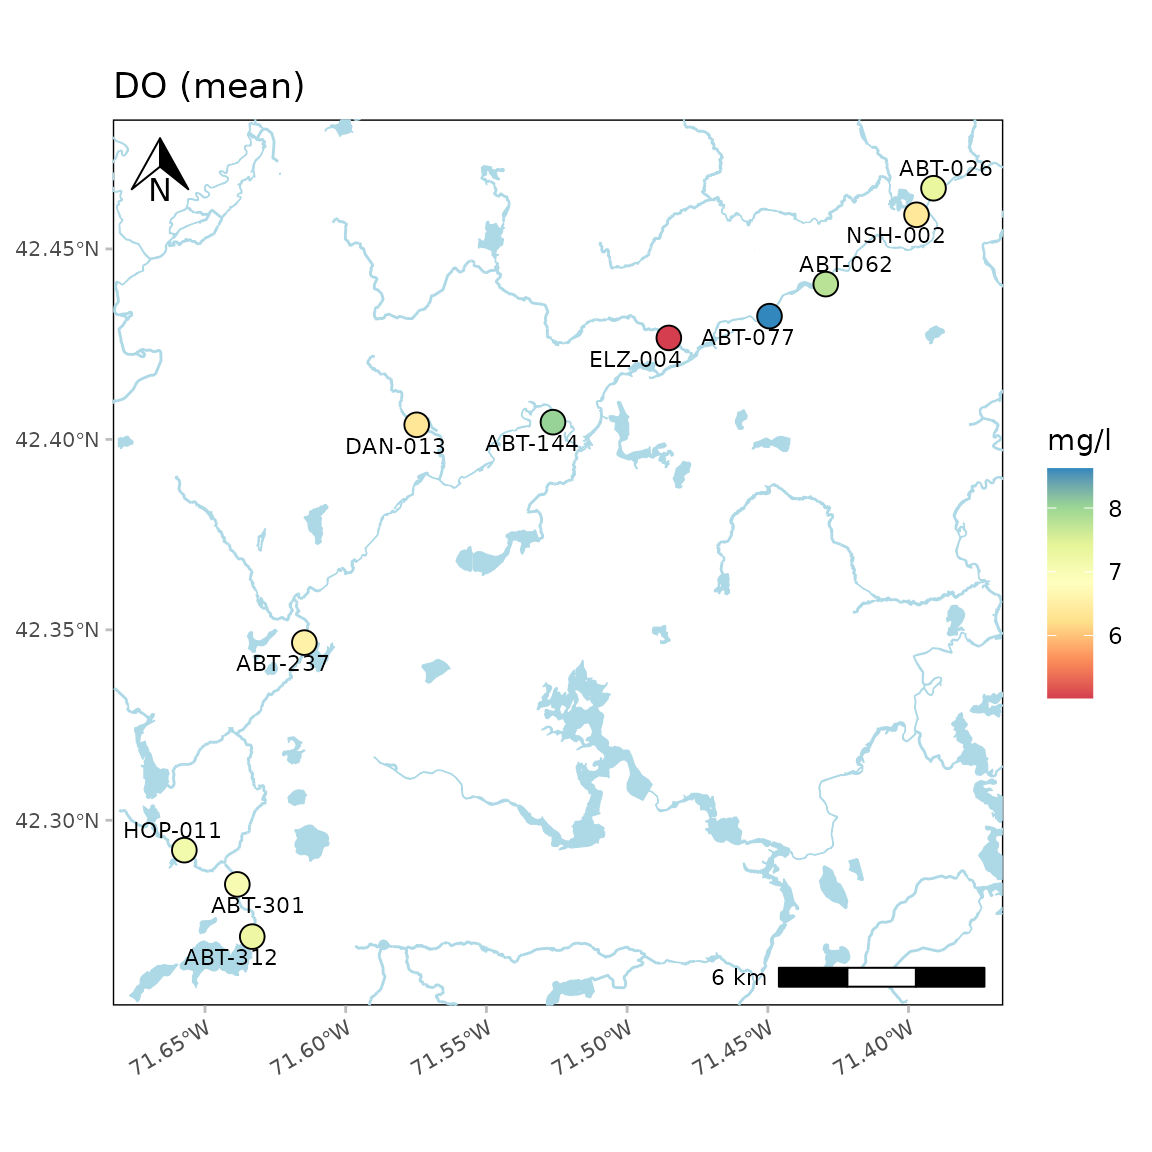 DO (mean)
N
ABT-026
NSH-002
42.45°N
ABT-062
ABT-077
ELZ-004
42.40°N
DAN-013
ABT-144
mg/l
8
7
6
42.35°N
ABT-237
42.30°N
HOP-011
ABT-301
ABT-312
6 km
71.65°W
71.60°W
71.55°W
71.50°W
71.45°W
71.40°W